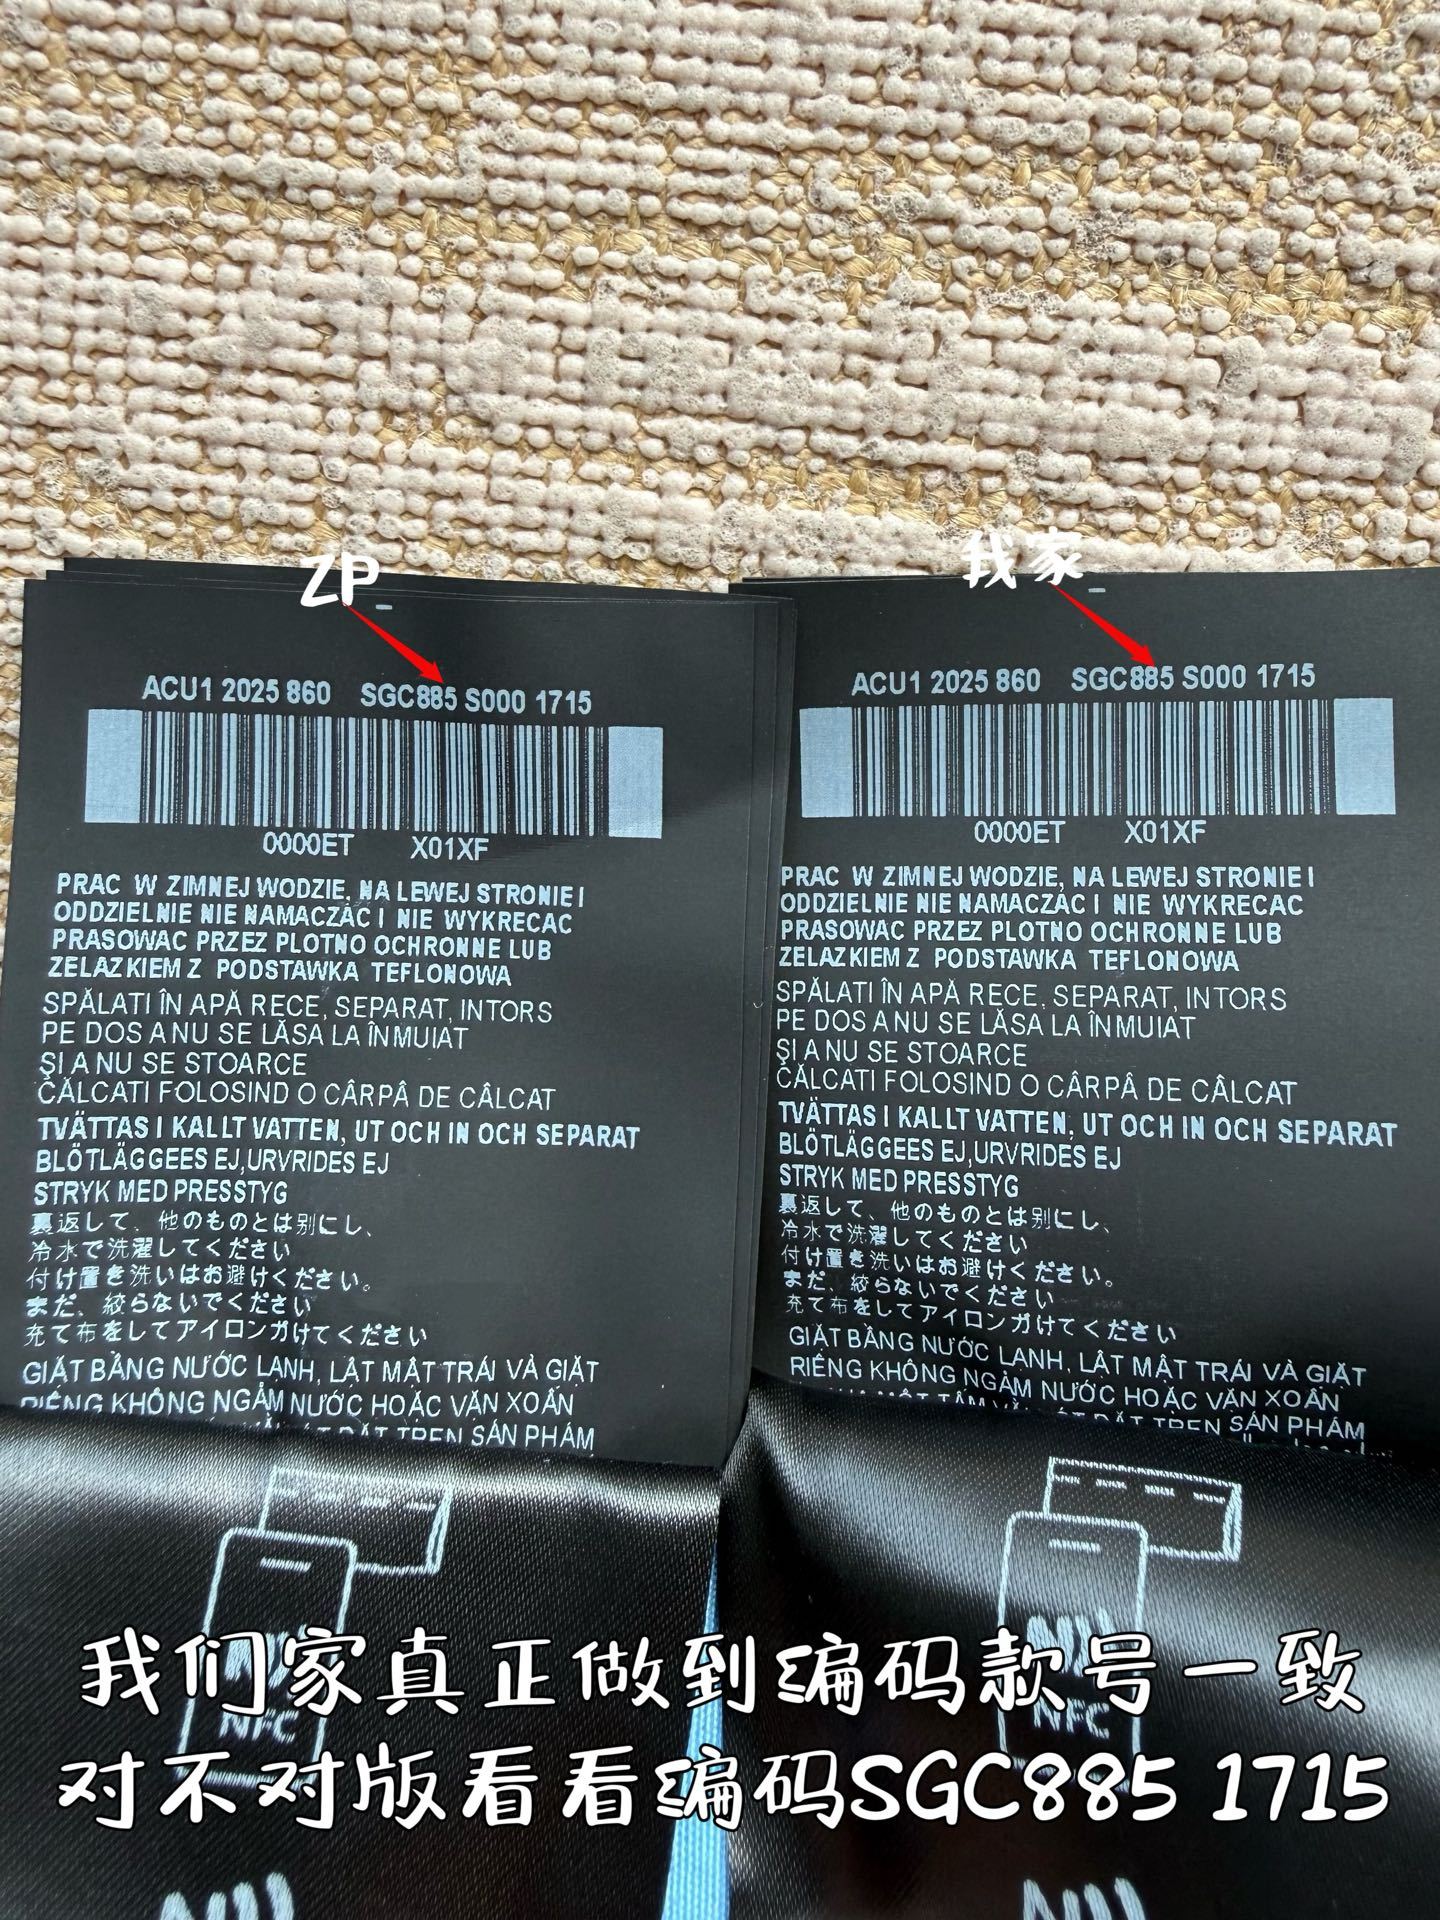 ZP
我家
ACU1 2025 860 SGC885 S000 1715
0000ET X01XF
PRAC W ZIMNEJ WODZIE, NA LEWEJ STRONIE I
ODDZIELNIE NIE NAMACZAC I NIE WYKRECAC
PRASOWAC PRZEZ PLOTNO OCHRONNE LUB
ZELAZKIEM Z PODSTAWKA TEFLONOWA
SPĂLATI ÎN APĂ RECE, SEPARAT, INTORS
PE DOS A NU SE LĂSA LA ÎNMUIAT
ŞI A NU SE STOARCE
CĂLCATI FOLOSIND O CÂRPÂ DE CÂLCAT
TVÄTTAS I KALLT VATTEN, UT OCH IN OCH SEPARAT
BLÖTLÄGGEES EJ,URVRIDES EJ
STRYK MED PRESSTYG
裏返して、他のものとは別にし、
冷水で洗濯してください
付け置き洗いはお避けください。
まだ、絞らないでください
充て布をしてアイロンガけてください
GIẶT BẰNG NƯỚC LANH, LẬT MẶT TRÁI VÀ GIẶT
RIÊNG KHÔNG NGÂM NƯỚC HOẶC VẶN XOẮN
SẢN PHẨM
ACU1 2025 860 SGC885 S000 1715
0000ET X01XF
PRAC W ZIMNEJ WODZIE, NA LEWEJ STRONIE I
ODDZIELNIE NIE NAMACZAC I NIE WYKRECAC
PRASOWAC PRZEZ PLOTNO OCHRONNE LUB
ZELAZKIEM Z PODSTAWKA TEFLONOWA
SPĂLATI ÎN APĂ RECE, SEPARAT, INTORS
PE DOS A NU SE LĂSA LA ÎNMUIAT
ŞI A NU SE STOARCE
CĂLCATI FOLOSIND O CÂRPÂ DE CÂLCAT
TVÄTTAS I KALLT VATTEN, UT OCH IN OCH SEPARAT
BLÖTLÄGGEES EJ,URVRIDES EJ
STRYK MED PRESSTYG
裏返して、他のものとは別にし、
冷水で洗濯してください
付け置き洗いはお避けください。
まだ、絞らないでください
充て布をしてアイロンガけてください
GIẶT BẰNG NƯỚC LANH, LẬT MẶT TRÁI VÀ GIẶT
RIÊNG KHÔNG NGÂM NƯỚC HOẶC VẶN XOẮN
SẢN PHẨM
NFC
NFC
我们家真正做到编码款号一致
对不对版看看编码SGC885 1715